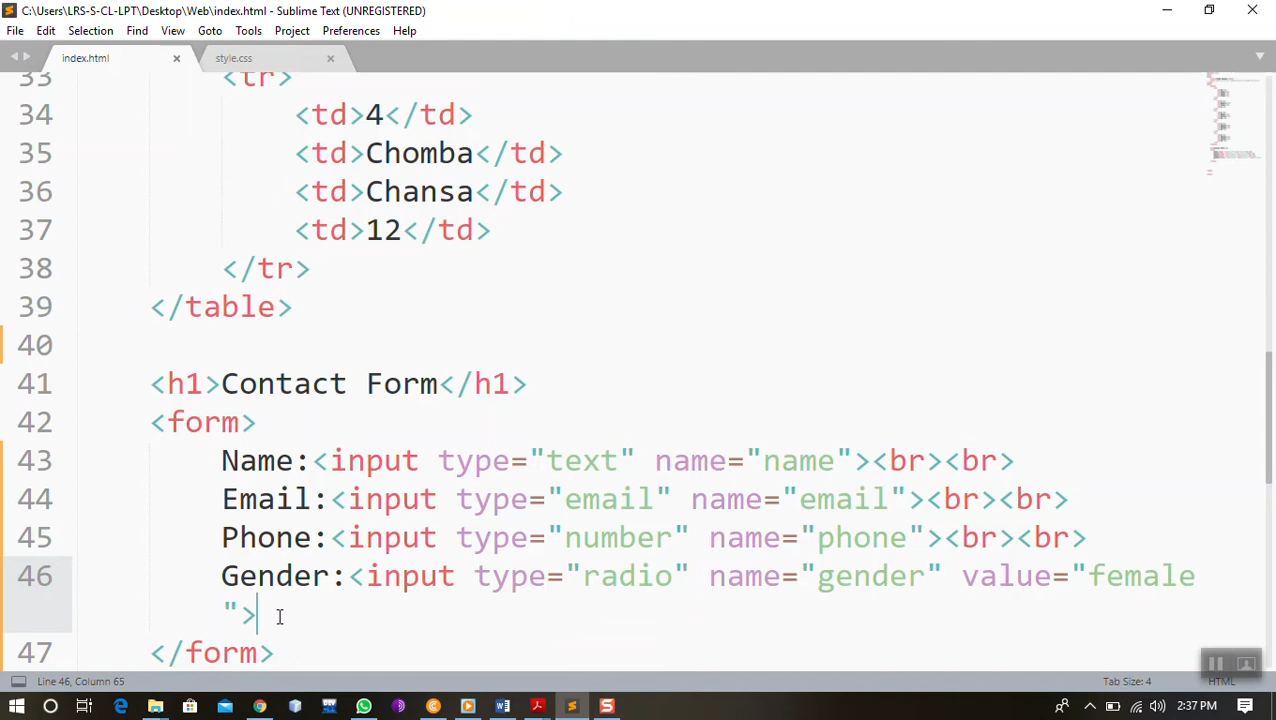 C:\Users\LRS-S-CL-LPT\Desktop\Web\index.html - Sublime Text (UNREGISTERED)
File Edit Selection Find View Goto Tools Project Preferences Help
index.html style.css
33 <tr>
34 <td>4</td>
35 <td>Chomba</td>
36 <td>Chansa</td>
37 <td>12</td>
38 </tr>
39 </table>
40
41 <h1>Contact Form</h1>
42 <form>
43 Name:<input type="text" name="name"><br><br>
44 Email:<input type="email" name="email"><br><br>
45 Phone:<input type="number" name="phone"><br><br>
46 Gender:<input type="radio" name="gender" value="female
">
47 </form>
Line 46, Column 65 Tab Size: 4 HTML
2:37 PM